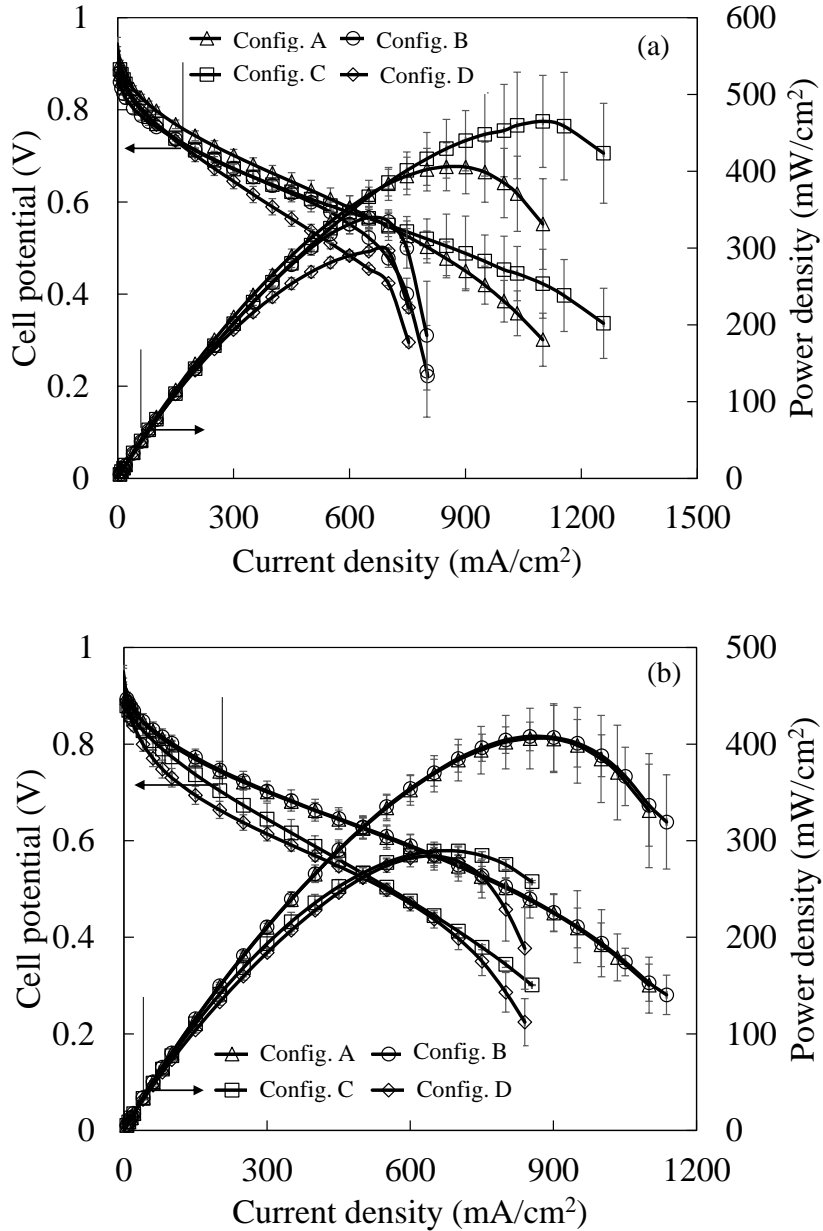 (a)
Config. A Config. B
Config. C Config. D
Cell potential (V)
1
0.8
0.6
0.4
0.2
0
Power density (mW/cm²)
600
500
400
300
200
100
0
0 300 600 900 1200 1500
Current density (mA/cm²)
(b)
Cell potential (V)
1
0.8
0.6
0.4
0.2
0
Power density (mW/cm²)
500
400
300
200
100
0
Config. A Config. B
Config. C Config. D
0 300 600 900 1200
Current density (mA/cm²)